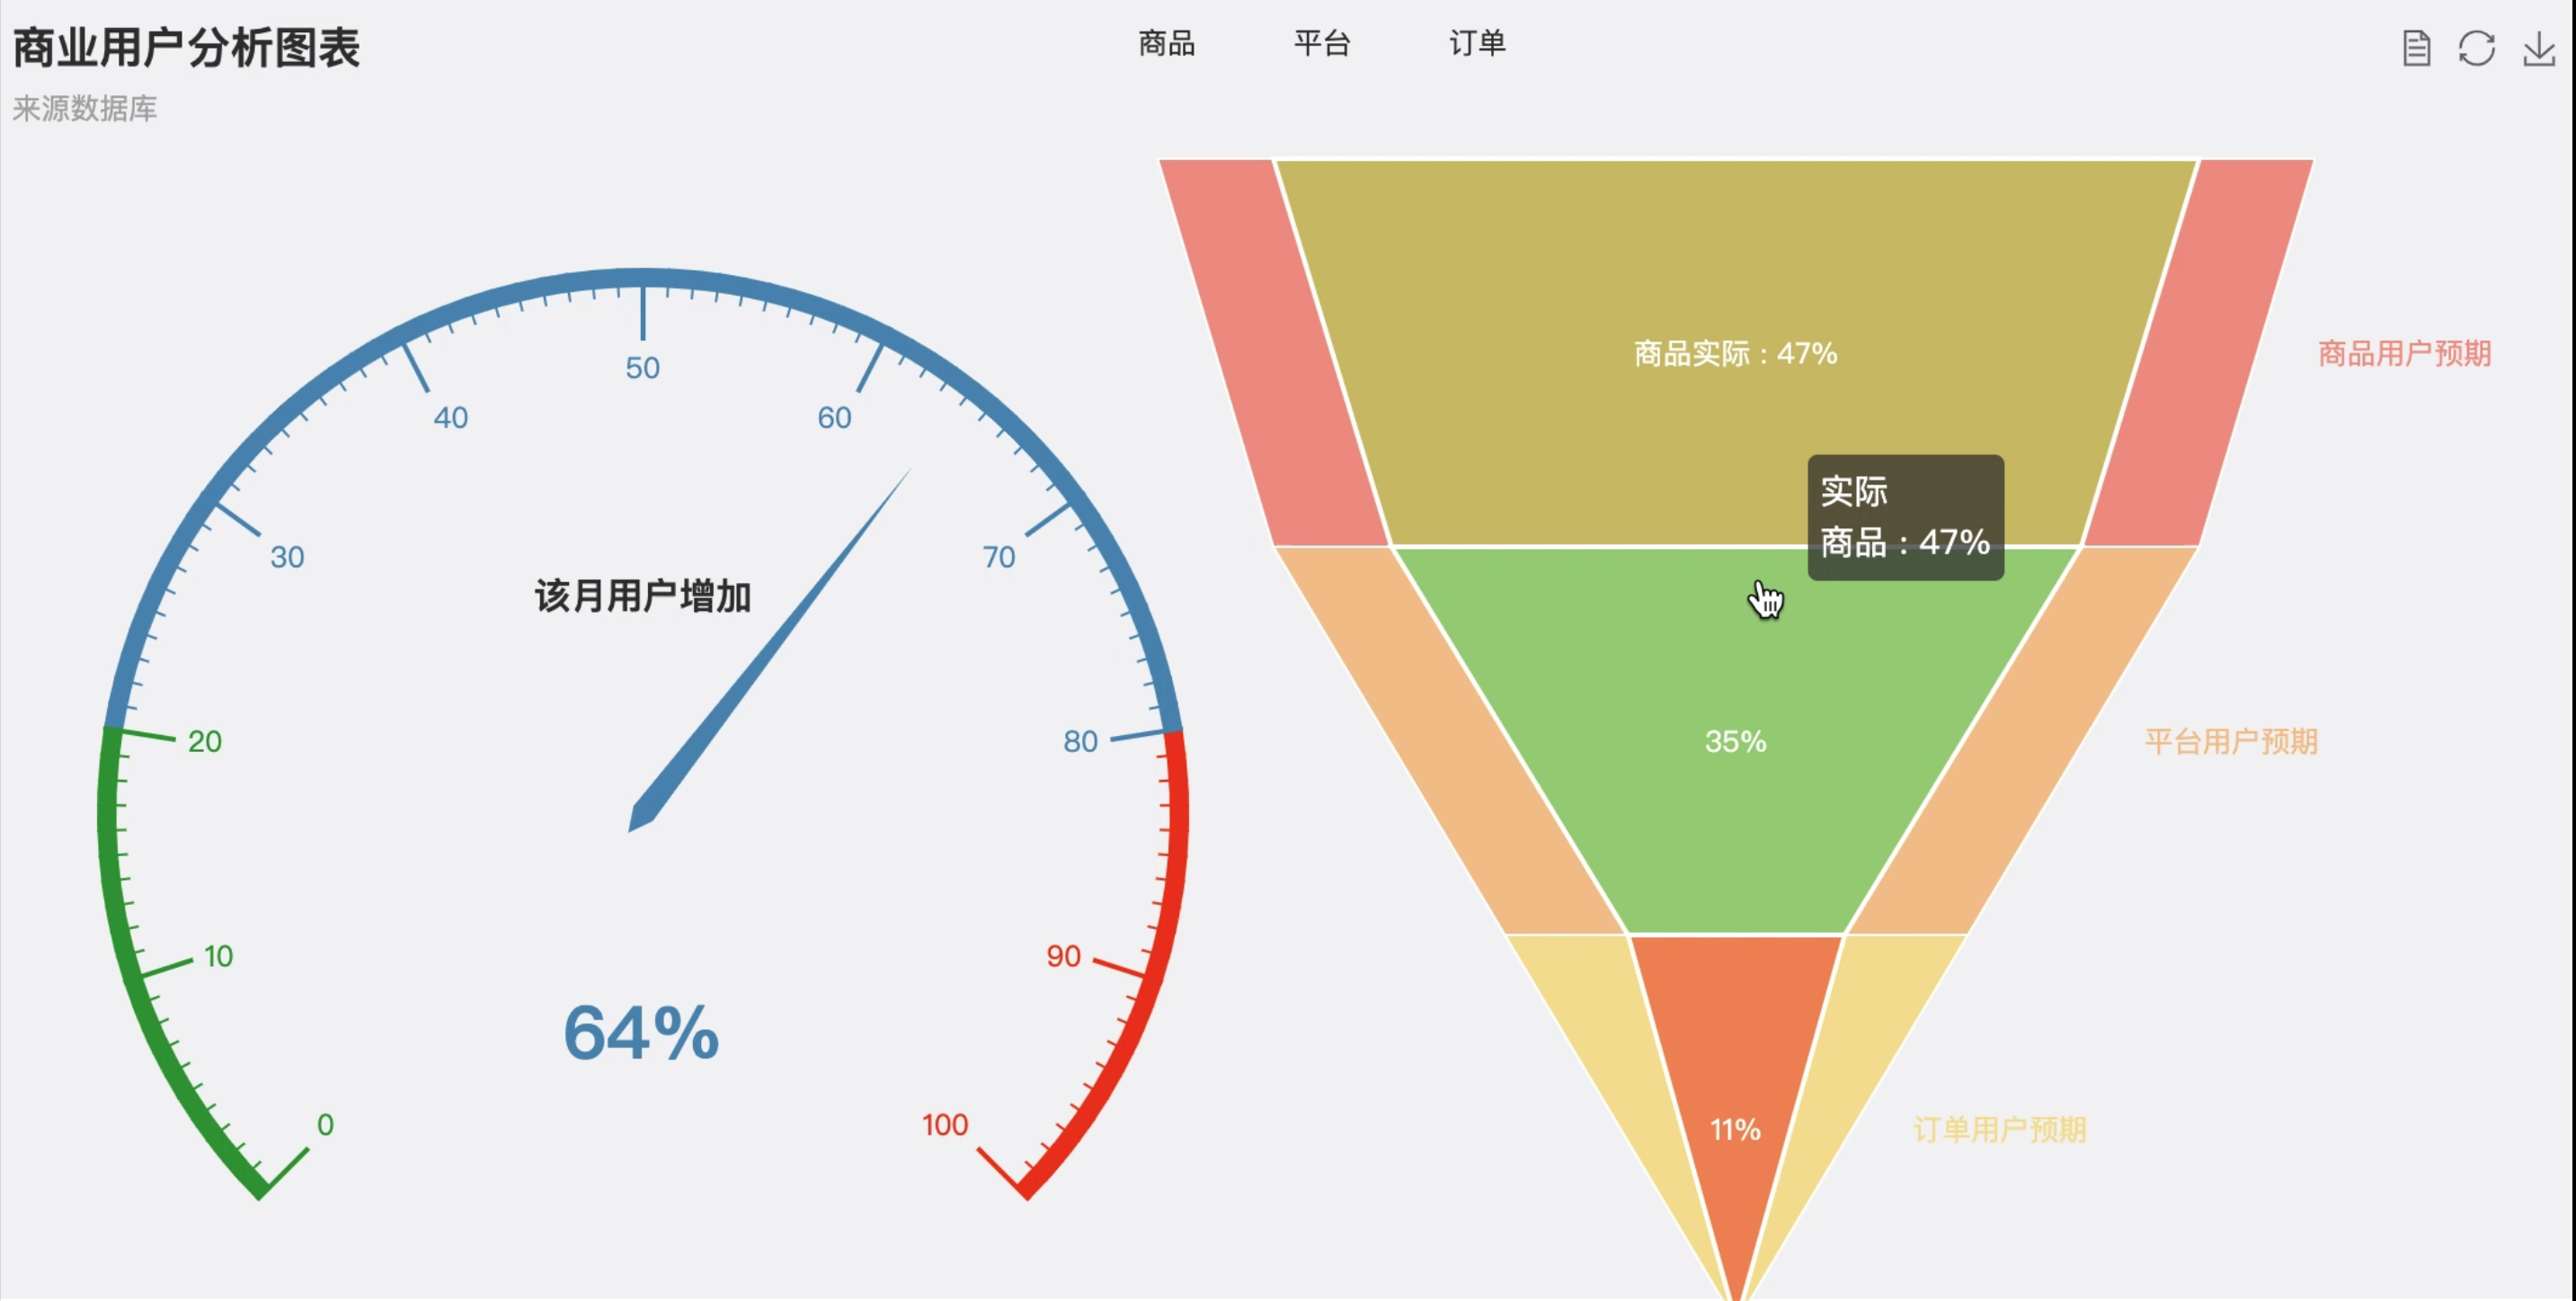 商业用户分析图表
来源数据库
商品 平台 订单
50
40
60
30
70
该月用户增加
20
80
10
90
64%
0
100
商品实际 : 47%
商品用户预期
实际
商品 : 47%
35%
平台用户预期
11%
订单用户预期